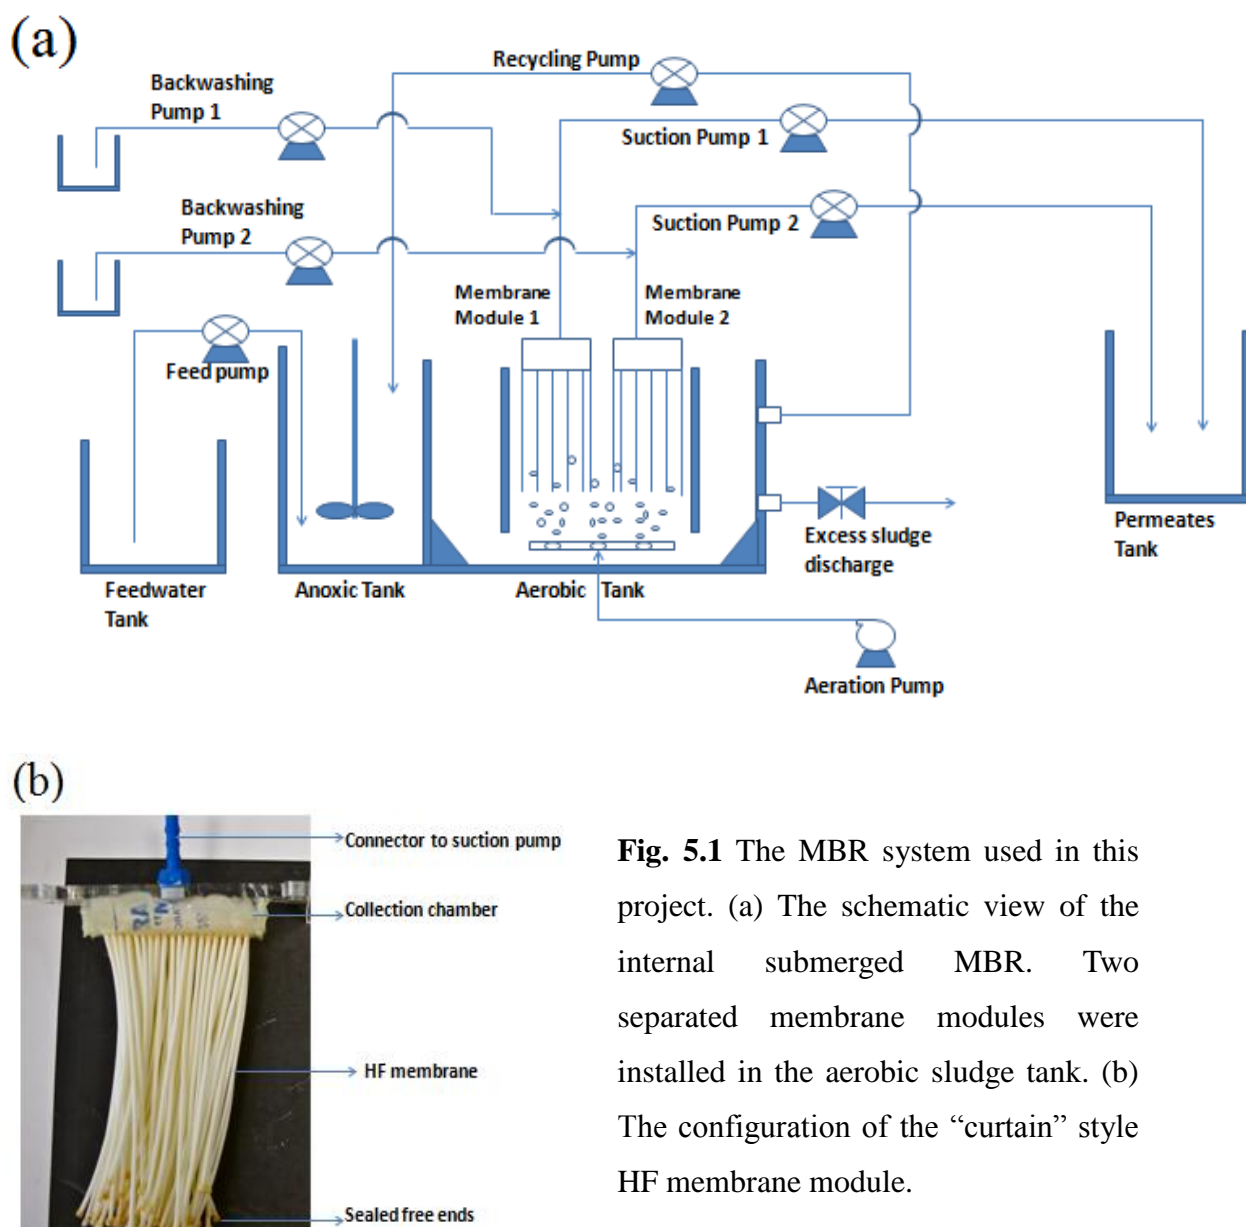 (a)
Recycling Pump
Backwashing
Pump 1
Suction Pump 1
Backwashing
Pump 2
Suction Pump 2
Membrane
Module 1
Membrane
Module 2
Feed pump
Feedwater
Tank
Anoxic Tank
Aerobic Tank
Excess sludge
discharge
Permeates
Tank
Aeration Pump
(b)
Connector to suction pump
Collection chamber
HF membrane
Sealed free ends
Fig. 5.1 The MBR system used in this
project. (a) The schematic view of the
internal submerged MBR. Two
separated membrane modules were
installed in the aerobic sludge tank. (b)
The configuration of the “curtain” style
HF membrane module.